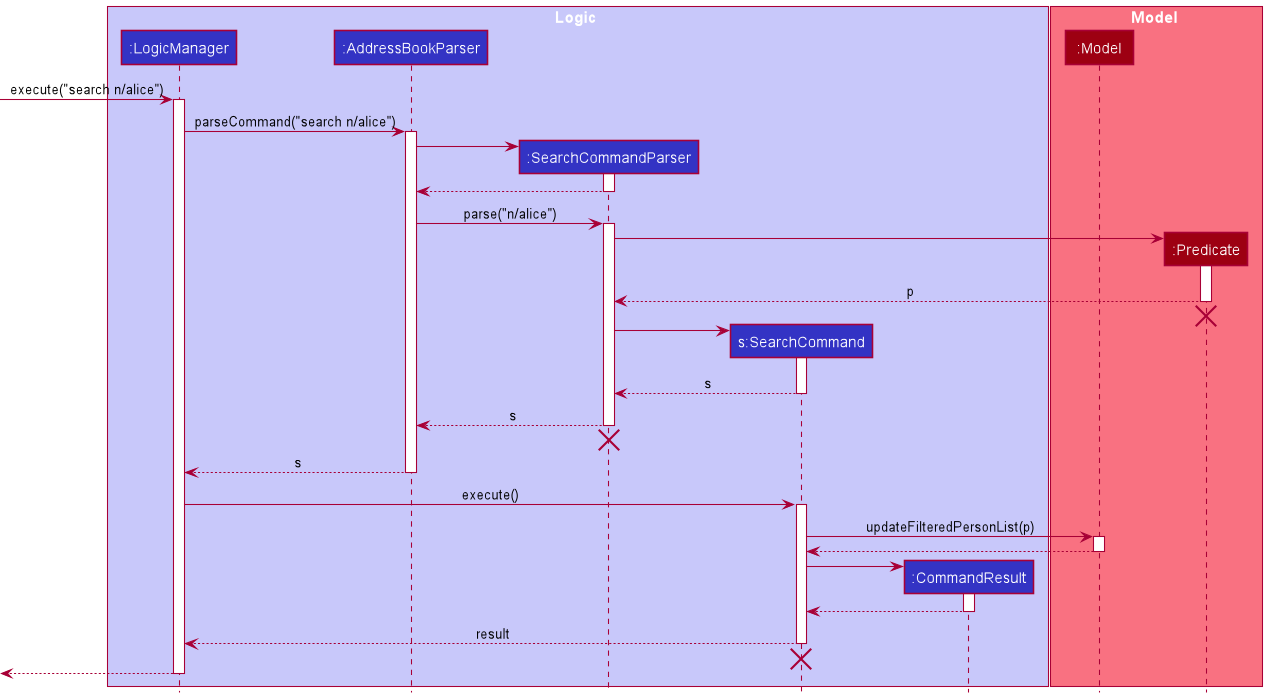 Logic
Model
:LogicManager
:AddressBookParser
:Model
execute("search n/alice")
parseCommand("search n/alice")
:SearchCommandParser
parse("n/alice")
:Predicate
p
s:SearchCommand
s
s
s
execute()
updateFilteredPersonList(p)
:CommandResult
result